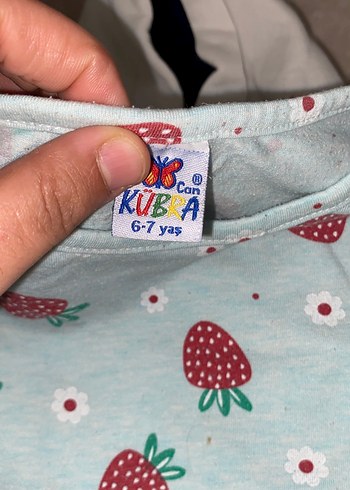 Can ®
KÜBRA
6-7 yaş